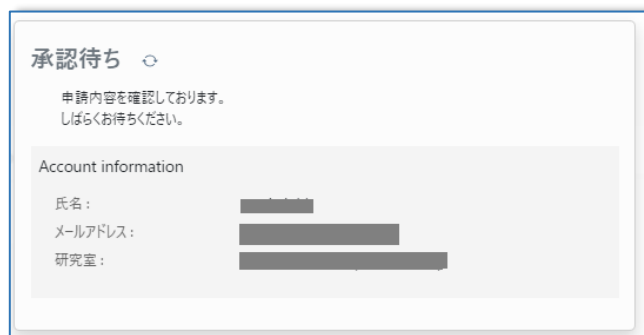 承認待ち
申請内容を確認しております。
しばらくお待ちください。
Account information
氏名：
メールアドレス：
研究室：